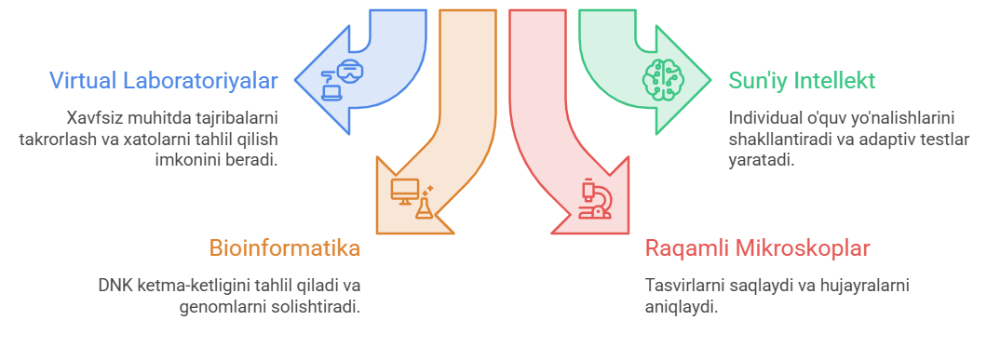 Virtual Laboratoriyalar
Xavfsiz muhitda tajribalarni
takrorlash va xatolarni tahlil qilish
imkonini beradi.
Sun'iy Intellekt
Individual o'quv yo'nalishlarini
shakllantiradi va adaptiv testlar
yaratadi.
Bioinformatika
DNK ketma-ketligini tahlil qiladi va
genomlarni solishtiradi.
Raqamli Mikroskoplar
Tasvirlarni saqlaydi va hujayralarni
aniqlaydi.